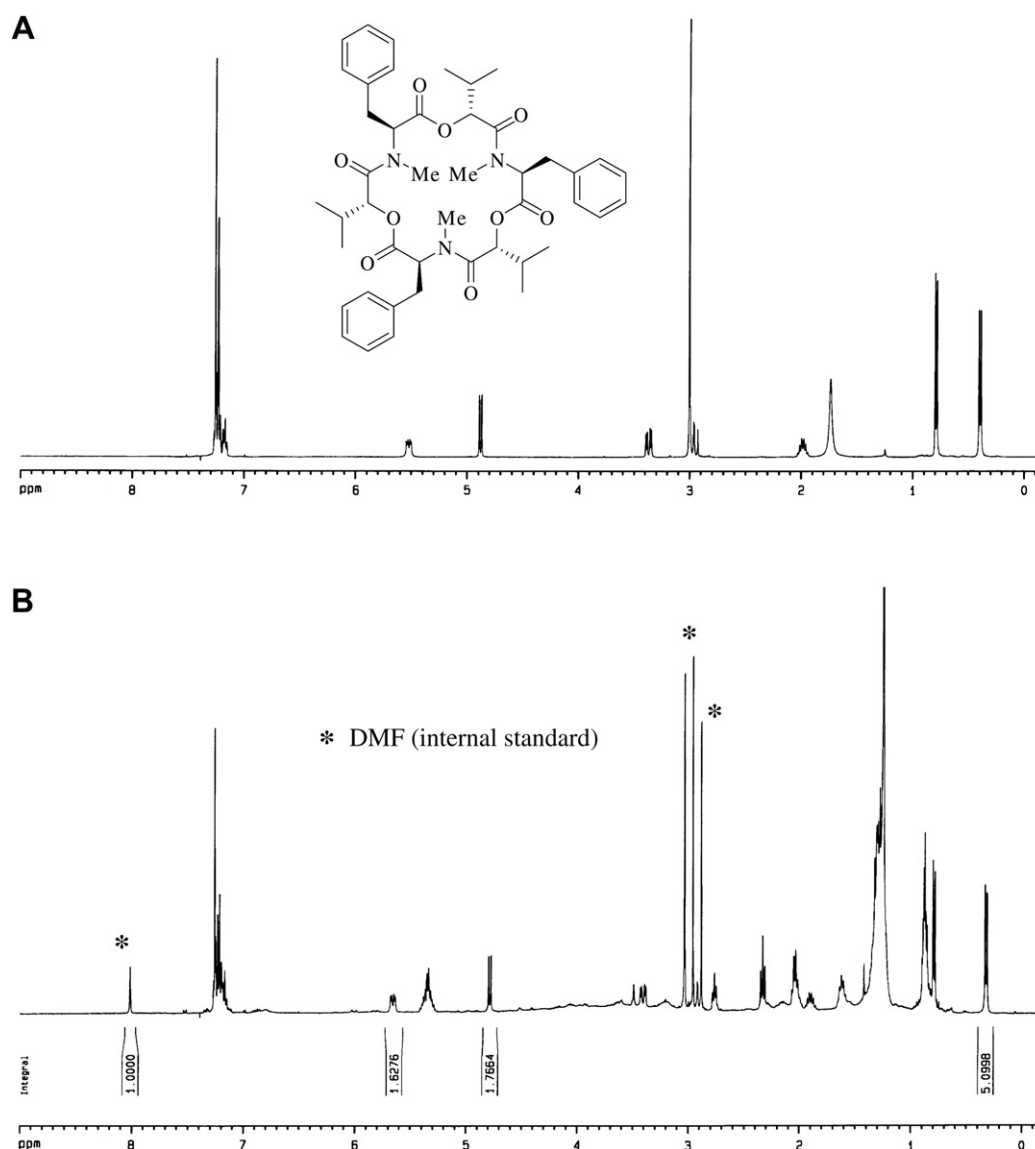 A
O
O
O
O
N
Me
Me
N
O
O
O
Me
O
O
N
O
O
ppm 8 7 6 5 4 3 2 1 0
B
*
*
* DMF (internal standard)
*
Integral
1.0000
1.6276
1.7664
5.0998
ppm 8 7 6 5 4 3 2 1 0